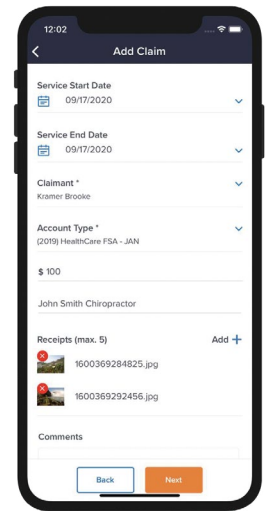 12:02
Add Claim
Service Start Date
09/17/2020
Service End Date
09/17/2020
Claimant *
Kramer Brooke
Account Type *
(2019) HealthCare FSA - JAN
$ 100
John Smith Chiropractor
Receipts (max. 5) Add +
1600369284825.jpg
1600369292456.jpg
Comments
Back Next